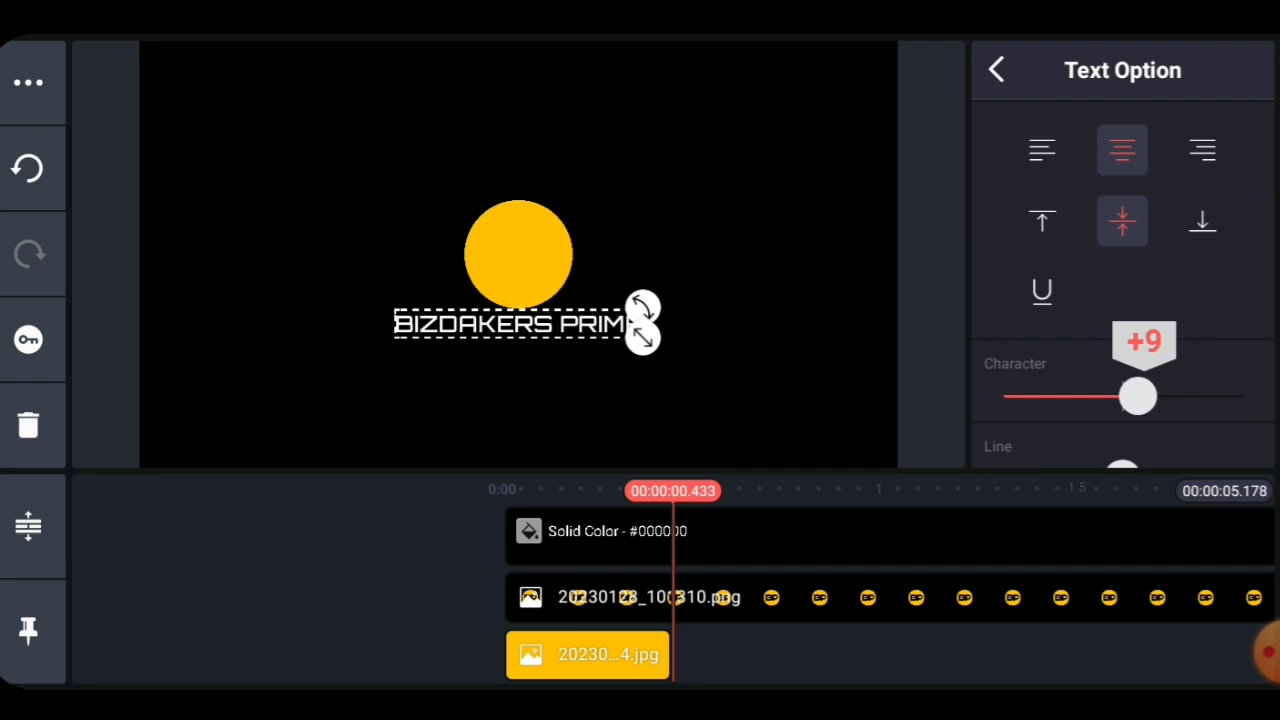 Text Option
BIZDAKERS PRIM
+9
Character
Line
0:00
00:00:00.433
1
1.5
00:00:05.178
Solid Color - #000000
20230128_100310.png
20230...4.jpg